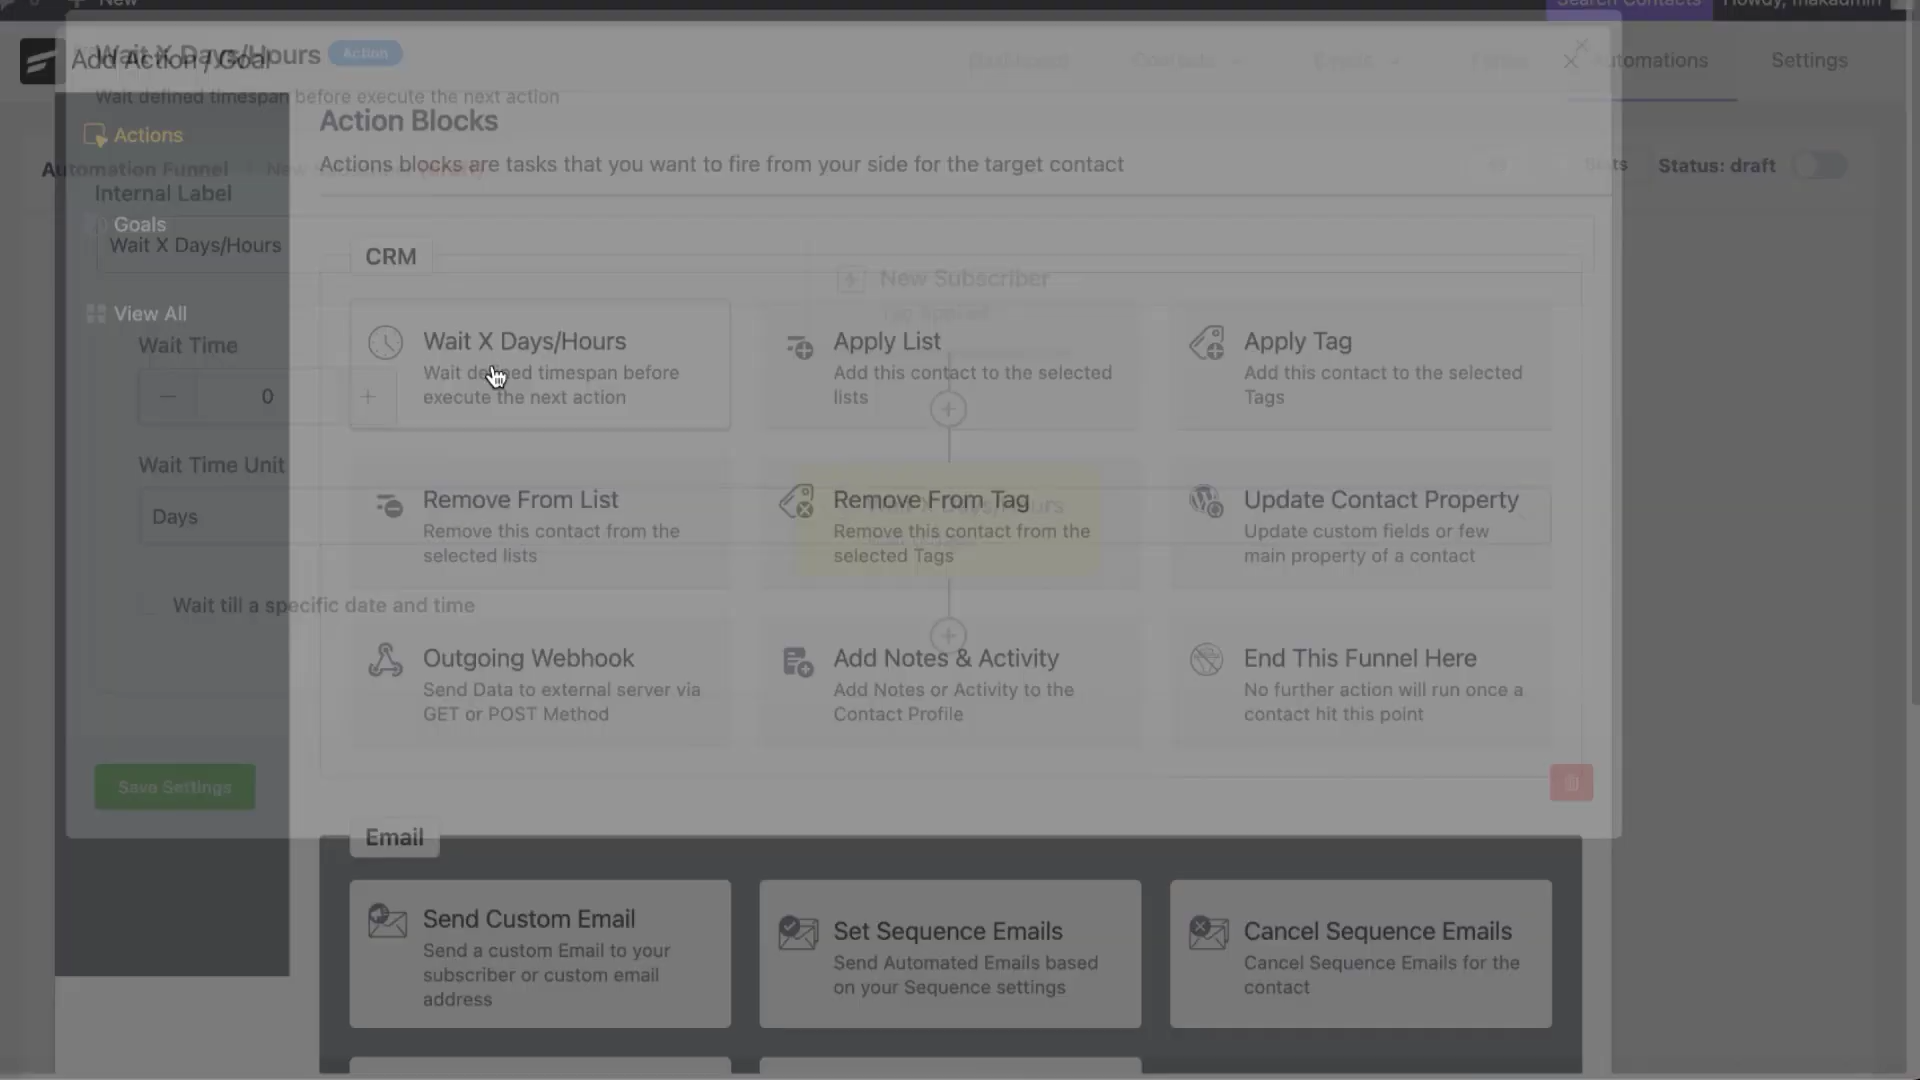 New
Search Contacts
Howdy, makadmin
Wait X Days/Hours
Action
Add Action / Goal
Dashboard
Contacts
Emails
Forms
Automations
Settings
Wait defined timespan before execute the next action
Action Blocks
Actions
Actions blocks are tasks that you want to fire from your side for the target contact
Automation Funnel
Stats
Status: draft
Internal Label
Goals
Wait X Days/Hours
CRM
New Subscriber
View All
Tag Applied
Wait Time
0
Wait X Days/Hours
Wait defined timespan before
execute the next action
Apply List
Add this contact to the selected
lists
Apply Tag
Add this contact to the selected
Tags
Wait Time Unit
Days
Remove From List
Remove this contact from the
selected lists
Remove From Tag
Remove this contact from the
selected Tags
Update Contact Property
Update custom fields or few
main property of a contact
Wait till a specific date and time
Outgoing Webhook
Send Data to external server via
GET or POST Method
Add Notes & Activity
Add Notes or Activity to the
Contact Profile
End This Funnel Here
No further action will run once a
contact hit this point
Save Settings
Email
Send Custom Email
Send a custom Email to your
subscriber or custom email
address
Set Sequence Emails
Send Automated Emails based
on your Sequence settings
Cancel Sequence Emails
Cancel Sequence Emails for the
contact